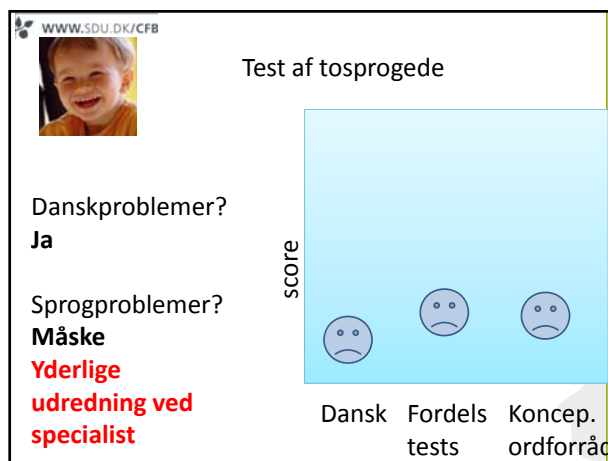 WWW.SDU.DK/CFB
Test af tosprogede
Danskproblemer?
Ja
Sprogproblemer?
Måske
Yderlige
udredning ved
specialist
score
Dansk Fordels Koncep.
tests ordforråd